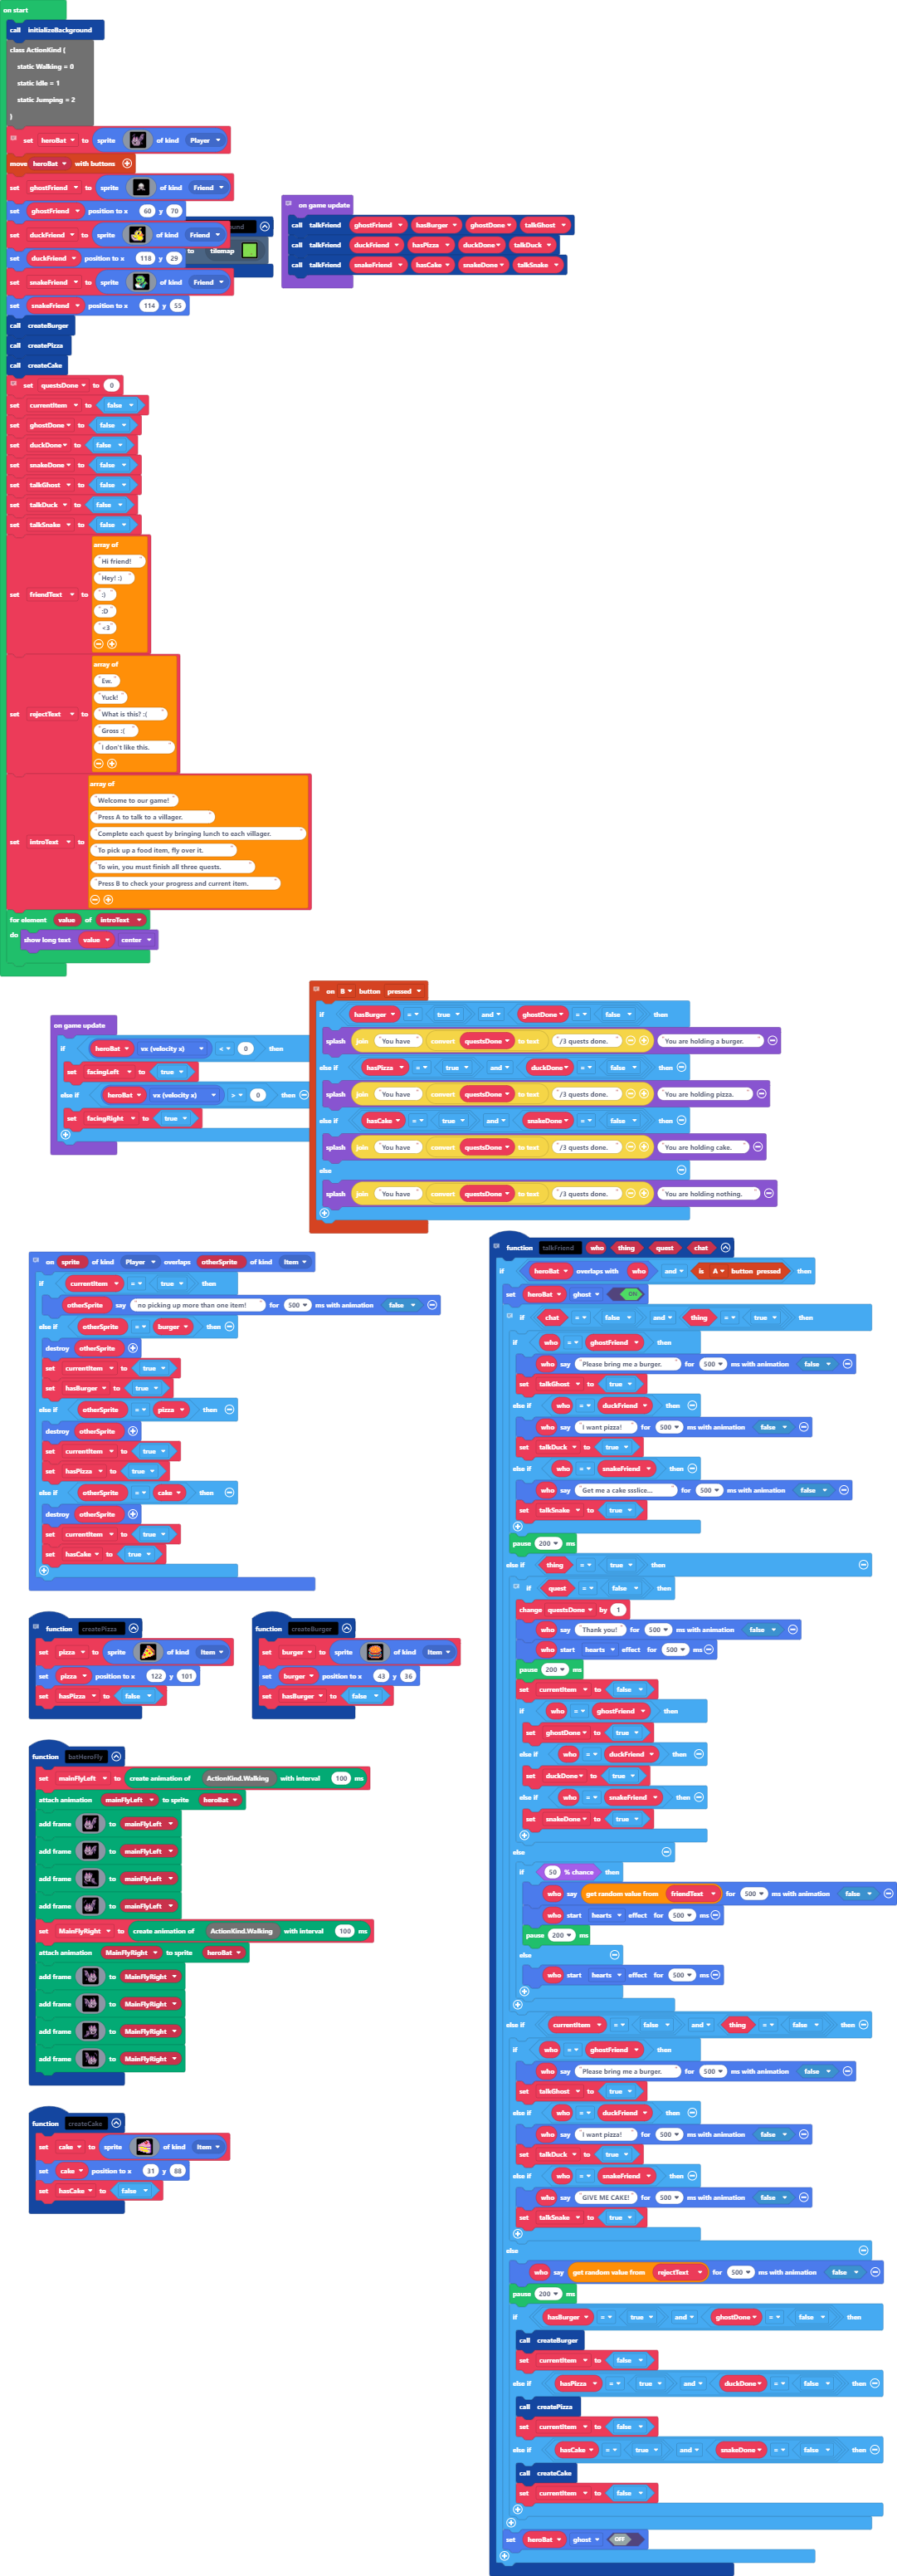 on start
call initializeBackground
class ActionKind {
static Walking = 0
static Idle = 1
static Jumping = 2
}
set heroBat to sprite of kind Player
move heroBat with buttons
set ghostFriend to sprite of kind Friend
set ghostFriend position to x 60 y 70
set duckFriend to sprite of kind Friend
set duckFriend position to x 118 y 29
set snakeFriend to sprite of kind Friend
set snakeFriend position to x 114 y 55
call createBurger
call createPizza
call createCake
set questsDone to 0
set currentItem to false
set ghostDone to false
set duckDone to false
set snakeDone to false
set talkGhost to false
set talkDuck to false
set talkSnake to false
set friendText to array of
"Hi friend!"
"Hey! :)"
":)"
":D"
"<3"
set rejectText to array of
"Ew."
"Yuck!"
"What is this? :("
"Gross :("
"I don't like this."
set introText to array of
"Welcome to our game!"
"Press A to talk to a villager."
"Complete each quest by bringing lunch to each villager.
"To pick up a food item, fly over it."
"To win, you must finish all three quests."
"Press B to check your progress and current item."
for element value of introText
do show long text value center
to tilemap
on game update
call talkFriend ghostFriend hasBurger ghostDone talkGhost
call talkFriend duckFriend hasPizza duckDone talkDuck
call talkFriend snakeFriend hasCake snakeDone talkSnake
on game update
if heroBat vx (velocity x) < 0 then
set facingLeft to true
else if heroBat vx (velocity x) > 0 then
set facingRight to true
on B button pressed
if hasBurger = true and ghostDone = false then
splash join "You have " convert questsDone to text "/3 quests done. " "You are holding a burger."
else if hasPizza = true and duckDone = false then
splash join "You have " convert questsDone to text "/3 quests done. " "You are holding pizza."
else if hasCake = true and snakeDone = false then
splash join "You have " convert questsDone to text "/3 quests done. " "You are holding cake."
else
splash join "You have " convert questsDone to text "/3 quests done. " "You are holding nothing."
on sprite of kind Player overlaps otherSprite of kind Item
if currentItem = true then
otherSprite say "no picking up more than one item!" for 500 ms with animation false
else if otherSprite = burger then
destroy otherSprite
set currentItem to true
set hasBurger to true
else if otherSprite = pizza then
destroy otherSprite
set currentItem to true
set hasPizza to true
else if otherSprite = cake then
destroy otherSprite
set currentItem to true
set hasCake to true
function createPizza
set pizza to sprite of kind Item
set pizza position to x 122 y 101
set hasPizza to false
function createBurger
set burger to sprite of kind Item
set burger position to x 43 y 36
set hasBurger to false
function batHeroFly
set mainFlyLeft to create animation of ActionKind.Walking with interval 100 ms
attach animation mainFlyLeft to sprite heroBat
add frame to mainFlyLeft
add frame to mainFlyLeft
add frame to mainFlyLeft
add frame to mainFlyLeft
set MainFlyRight to create animation of ActionKind.Walking with interval 100 ms
attach animation MainFlyRight to sprite heroBat
add frame to MainFlyRight
add frame to MainFlyRight
add frame to MainFlyRight
add frame to MainFlyRight
function createCake
set cake to sprite of kind Item
set cake position to x 31 y 88
set hasCake to false
function talkFriend who thing quest chat
if heroBat overlaps with who and is A button pressed then
set heroBat ghost ON
if chat = false and thing = true then
if who = ghostFriend then
who say "Please bring me a burger." for 500 ms with animation false
set talkGhost to true
else if who = duckFriend then
who say "I want pizza!" for 500 ms with animation false
set talkDuck to true
else if who = snakeFriend then
who say "Get me a cake ssslice..." for 500 ms with animation false
set talkSnake to true
pause 200 ms
else if thing = true then
if quest = false then
change questsDone by 1
who say "Thank you!" for 500 ms with animation false
who start hearts effect for 500 ms
pause 200 ms
set currentItem to false
if who = ghostFriend then
set ghostDone to true
else if who = duckFriend then
set duckDone to true
else if who = snakeFriend then
set snakeDone to true
else
if 50 % chance then
who say get random value from friendText for 500 ms with animation false
who start hearts effect for 500 ms
pause 200 ms
else
who start hearts effect for 500 ms
else if currentItem = false and thing = false then
if who = ghostFriend then
who say "Please bring me a burger." for 500 ms with animation false
set talkGhost to true
else if who = duckFriend then
who say "I want pizza!" for 500 ms with animation false
set talkDuck to true
else if who = snakeFriend then
who say "GIVE ME CAKE!" for 500 ms with animation false
set talkSnake to true
else
who say get random value from rejectText for 500 ms with animation false
pause 200 ms
if hasBurger = true and ghostDone = false then
call createBurger
set currentItem to false
else if hasPizza = true and duckDone = false then
call createPizza
set currentItem to false
else if hasCake = true and snakeDone = false then
call createCake
set currentItem to false
set heroBat ghost OFF